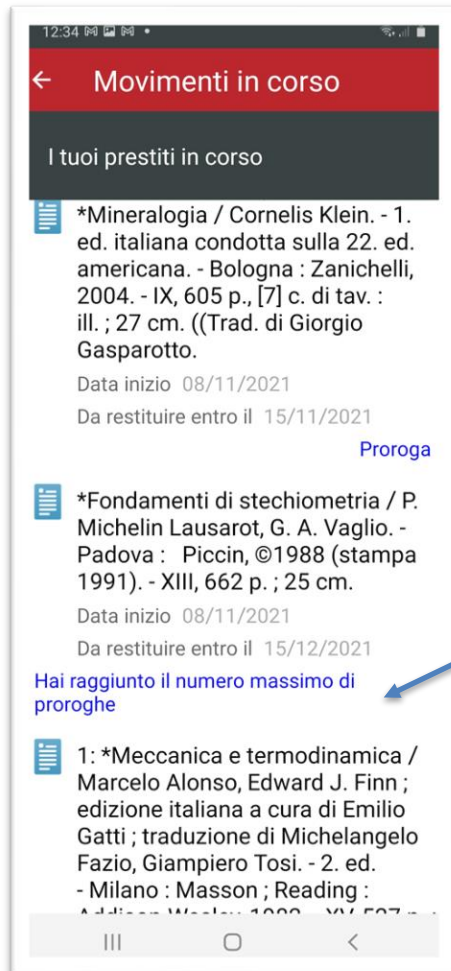 12:34
Movimenti in corso
I tuoi prestiti in corso
*Mineralogia / Cornelis Klein. - 1.
ed. italiana condotta sulla 22. ed.
americana. - Bologna : Zanichelli,
2004. - IX, 605 p., [7] c. di tav. :
ill. ; 27 cm. ((Trad. di Giorgio
Gasparotto.
Data inizio 08/11/2021
Da restituire entro il 15/11/2021
Proroga
*Fondamenti di stechiometria / P.
Michelin Lausarot, G. A. Vaglio. -
Padova : Piccin, ©1988 (stampa
1991). - XIII, 662 p. ; 25 cm.
Data inizio 08/11/2021
Da restituire entro il 15/12/2021
Hai raggiunto il numero massimo di
proroghe
1: *Meccanica e termodinamica /
Marcelo Alonso, Edward J. Finn ;
edizione italiana a cura di Emilio
Gatti ; traduzione di Michelangelo
Fazio, Giampiero Tosi. - 2. ed.
- Milano : Masson ; Reading :